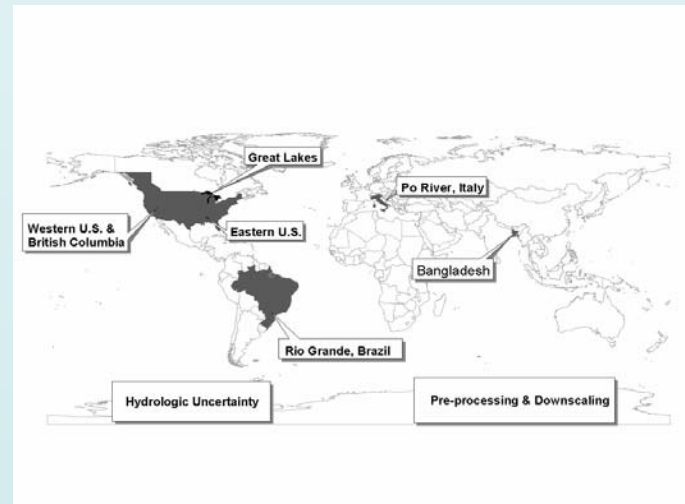 Great Lakes
Po River, Italy
Western U.S. &
British Columbia
Eastern U.S.
Bangladesh
Rio Grande, Brazil
Hydrologic Uncertainty
Pre-processing & Downscaling